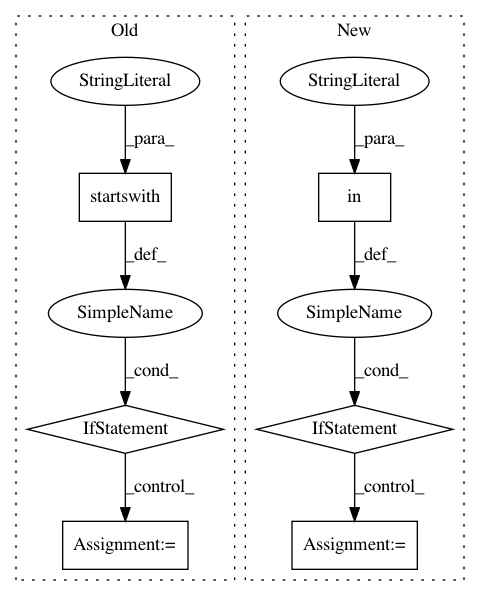 Old
New
StringLiteral
StringLiteral
_para_
_para_
startswith
in
_def_
_def_
SimpleName
SimpleName
_cond_
_cond_
IfStatement
IfStatement
_control_
_control_
Assignment:=
Assignment:=